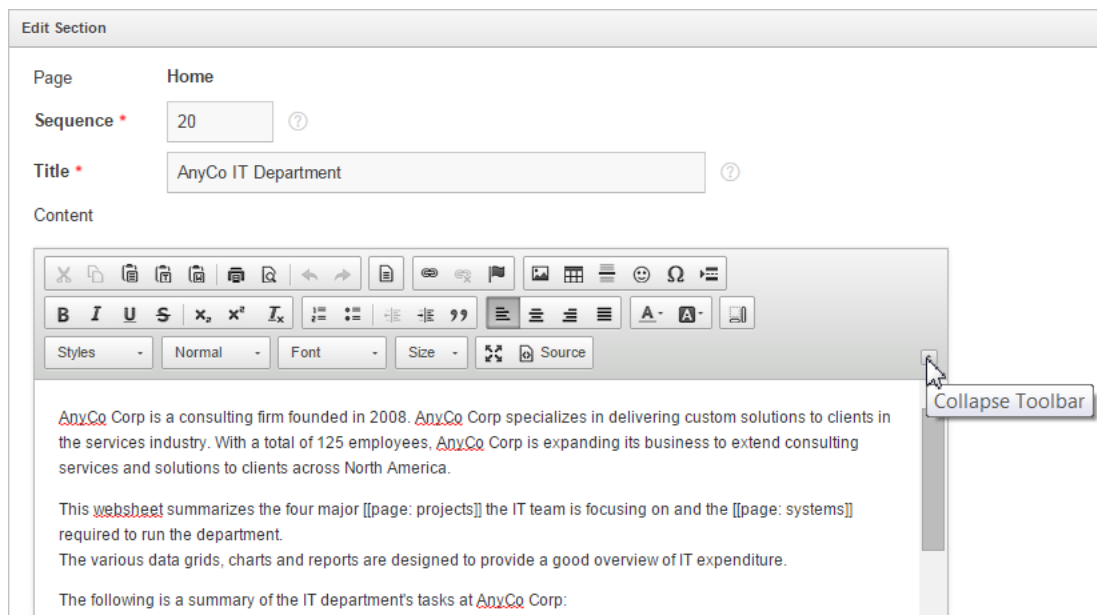 Edit Section
Page Home
Sequence * 20 ?
Title * AnyCo IT Department ?
Content
B I U S x₂ x² Tx A A
Styles Normal Font Size Source
Collapse Toolbar
AnyCo Corp is a consulting firm founded in 2008. AnyCo Corp specializes in delivering custom solutions to clients in
the services industry. With a total of 125 employees, AnyCo Corp is expanding its business to extend consulting
services and solutions to clients across North America.
This websheet summarizes the four major [[page: projects]] the IT team is focusing on and the [[page: systems]]
required to run the department.
The various data grids, charts and reports are designed to provide a good overview of IT expenditure.
The following is a summary of the IT department's tasks at AnyCo Corp: